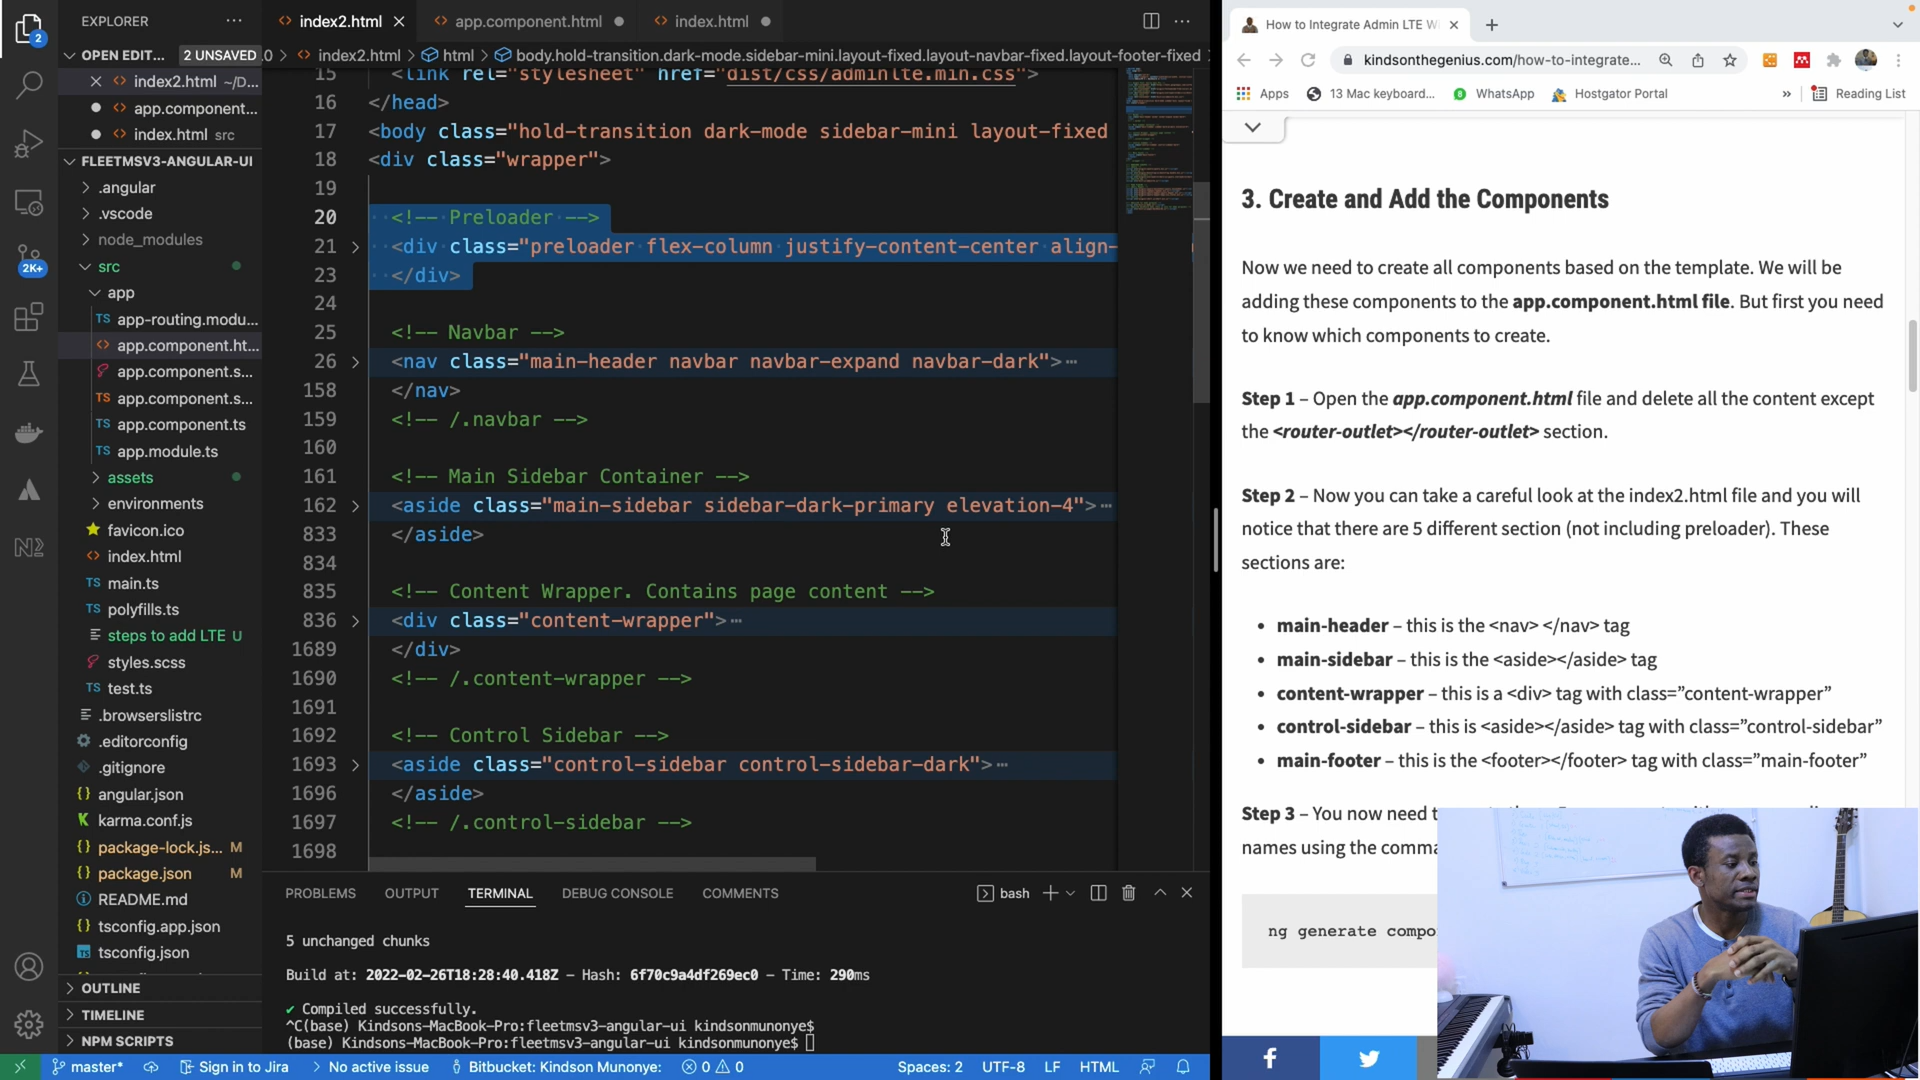 EXPLORER
OPEN EDIT... 2 UNSAVED
index2.html ~/D...
app.component...
index.html src
FLEETMSV3-ANGULAR-UI
.angular
.vscode
node_modules
src
app
TS app-routing.modu...
app.component.ht...
app.component.s...
app.component.s...
TS app.component.ts
TS app.module.ts
assets
environments
favicon.ico
index.html
TS main.ts
TS polyfills.ts
steps to add LTE U
styles.scss
TS test.ts
.browserslistrc
.editorconfig
.gitignore
{} angular.json
K karma.conf.js
{} package-lock.js... M
{} package.json M
README.md
{} tsconfig.app.json
tsconfig.json
OUTLINE
TIMELINE
NPM SCRIPTS
2
2K+
index2.html
app.component.html
index.html
.0 > index2.html > html > body.hold-transition.dark-mode.sidebar-mini.layout-fixed.layout-navbar-fixed.layout-footer-fixed
15 <link rel="stylesheet" href="dist/css/adminlte.min.css">
16 </head>
17 <body class="hold-transition dark-mode sidebar-mini layout-fixed
18 <div class="wrapper">
19
20 <!-- Preloader -->
21 <div class="preloader flex-column justify-content-center align-
23 </div>
24
25 <!-- Navbar -->
26 <nav class="main-header navbar navbar-expand navbar-dark">⋯
158 </nav>
159 <!-- /.navbar -->
160
161 <!-- Main Sidebar Container -->
162 <aside class="main-sidebar sidebar-dark-primary elevation-4">⋯
833 </aside>
834
835 <!-- Content Wrapper. Contains page content -->
836 <div class="content-wrapper">⋯
1689 </div>
1690 <!-- /.content-wrapper -->
1691
1692 <!-- Control Sidebar -->
1693 <aside class="control-sidebar control-sidebar-dark">⋯
1696 </aside>
1697 <!-- /.control-sidebar -->
1698
PROBLEMS OUTPUT TERMINAL DEBUG CONSOLE COMMENTS
bash
5 unchanged chunks
Build at: 2022-02-26T18:28:40.418Z - Hash: 6f70c9a4df269ec0 - Time: 290ms
✔ Compiled successfully.
^C(base) Kindsons-MacBook-Pro:fleetmsv3-angular-ui kindsonmunonye$
(base) Kindsons-MacBook-Pro:fleetmsv3-angular-ui kindsonmunonye$
master* Sign in to Jira No active issue Bitbucket: Kindson Munonye: 0 0 Spaces: 2 UTF-8 LF HTML
How to Integrate Admin LTE W
kindsonthegenius.com/how-to-integrate...
Apps 13 Mac keyboard... WhatsApp Hostgator Portal » Reading List
3. Create and Add the Components
Now we need to create all components based on the template. We will be
adding these components to the app.component.html file. But first you need
to know which components to create.
Step 1 – Open the app.component.html file and delete all the content except
the <router-outlet></router-outlet> section.
Step 2 – Now you can take a careful look at the index2.html file and you will
notice that there are 5 different section (not including preloader). These
sections are:
• main-header – this is the <nav> </nav> tag
• main-sidebar – this is the <aside></aside> tag
• content-wrapper – this is a <div> tag with class=”content-wrapper”
• control-sidebar – this is <aside></aside> tag with class=”control-sidebar”
• main-footer – this is the <footer></footer> tag with class=”main-footer”
Step 3 – You now need
names using the comma
ng generate compo